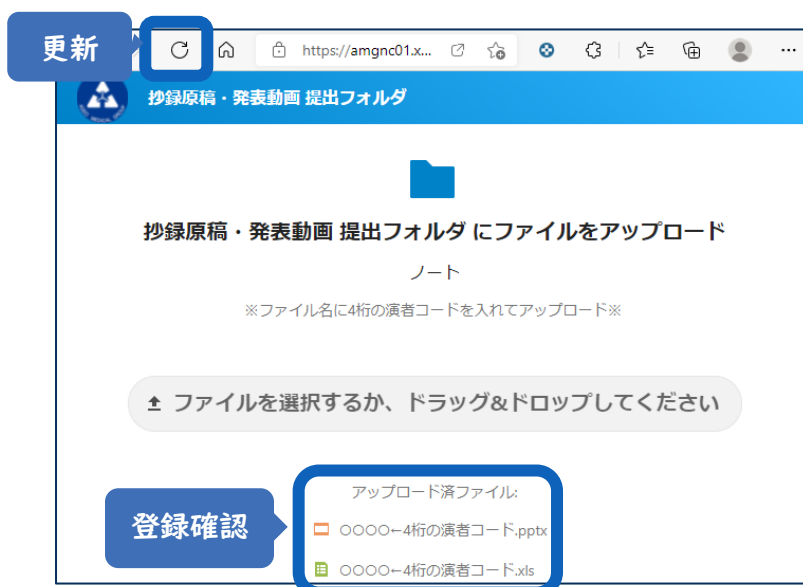 更新
https://amgnc01.x...
抄録原稿・発表動画 提出フォルダ
抄録原稿・発表動画 提出フォルダ にファイルをアップロード
ノート
※ファイル名に4桁の演者コードを入れてアップロード※
ファイルを選択するか、ドラッグ&ドロップしてください
アップロード済ファイル:
登録確認
〇〇〇〇←4桁の演者コード.pptx
〇〇〇〇←4桁の演者コード.xls